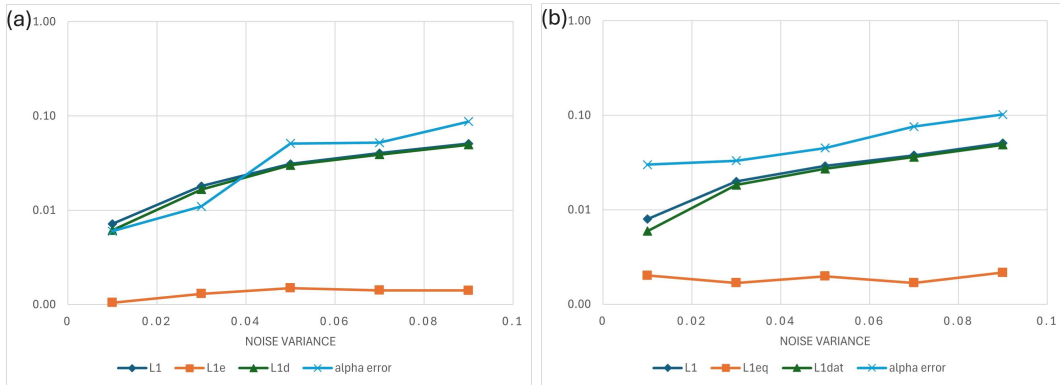 (a)
1.00
0.10
0.01
0.00
0 0.02 0.04 0.06 0.08 0.1
NOISE VARIANCE
L1 L1e L1d alpha error
(b)
1.00
0.10
0.01
0.00
0 0.02 0.04 0.06 0.08 0.1
NOISE VARIANCE
L1 L1eq L1dat alpha error